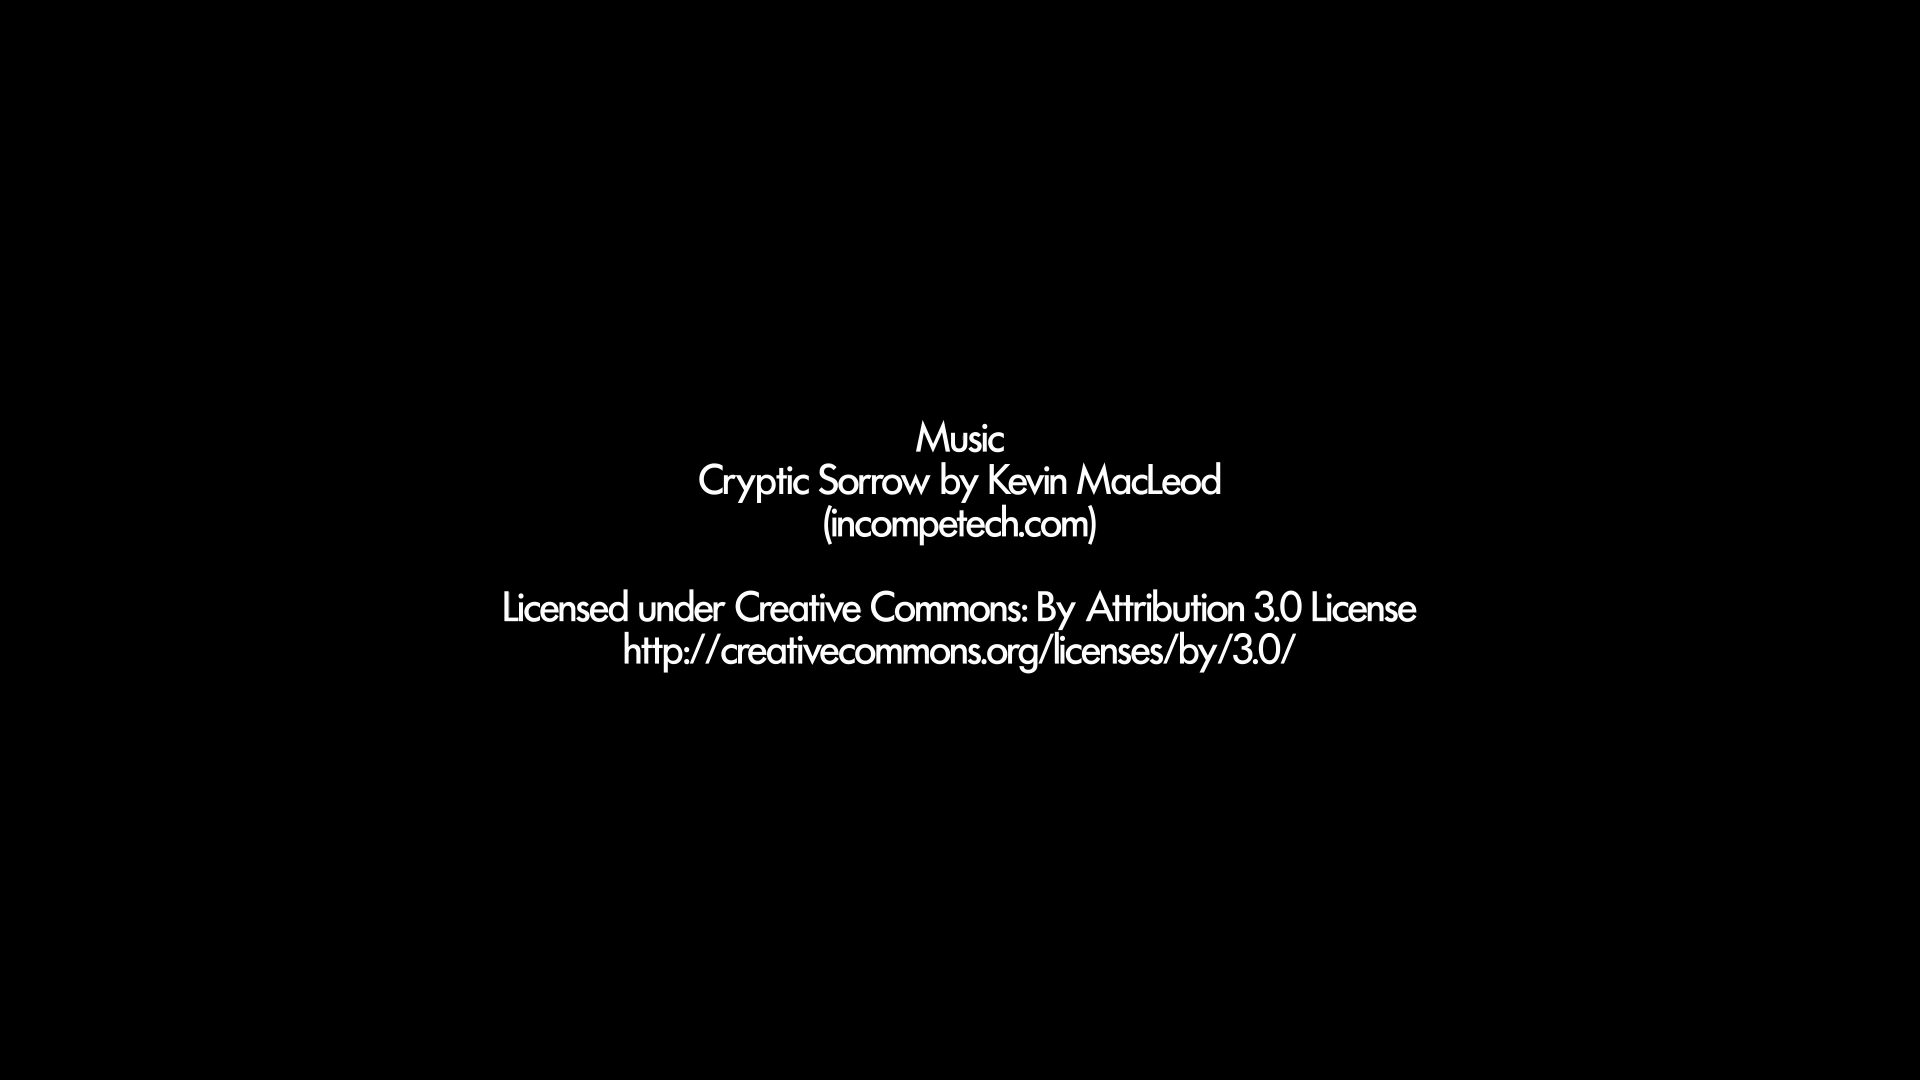 Music
Cryptic Sorrow by Kevin MacLeod
(incompetech.com)
Licensed under Creative Commons: By Attribution 3.0 License
http://creativecommons.org/licenses/by/3.0/